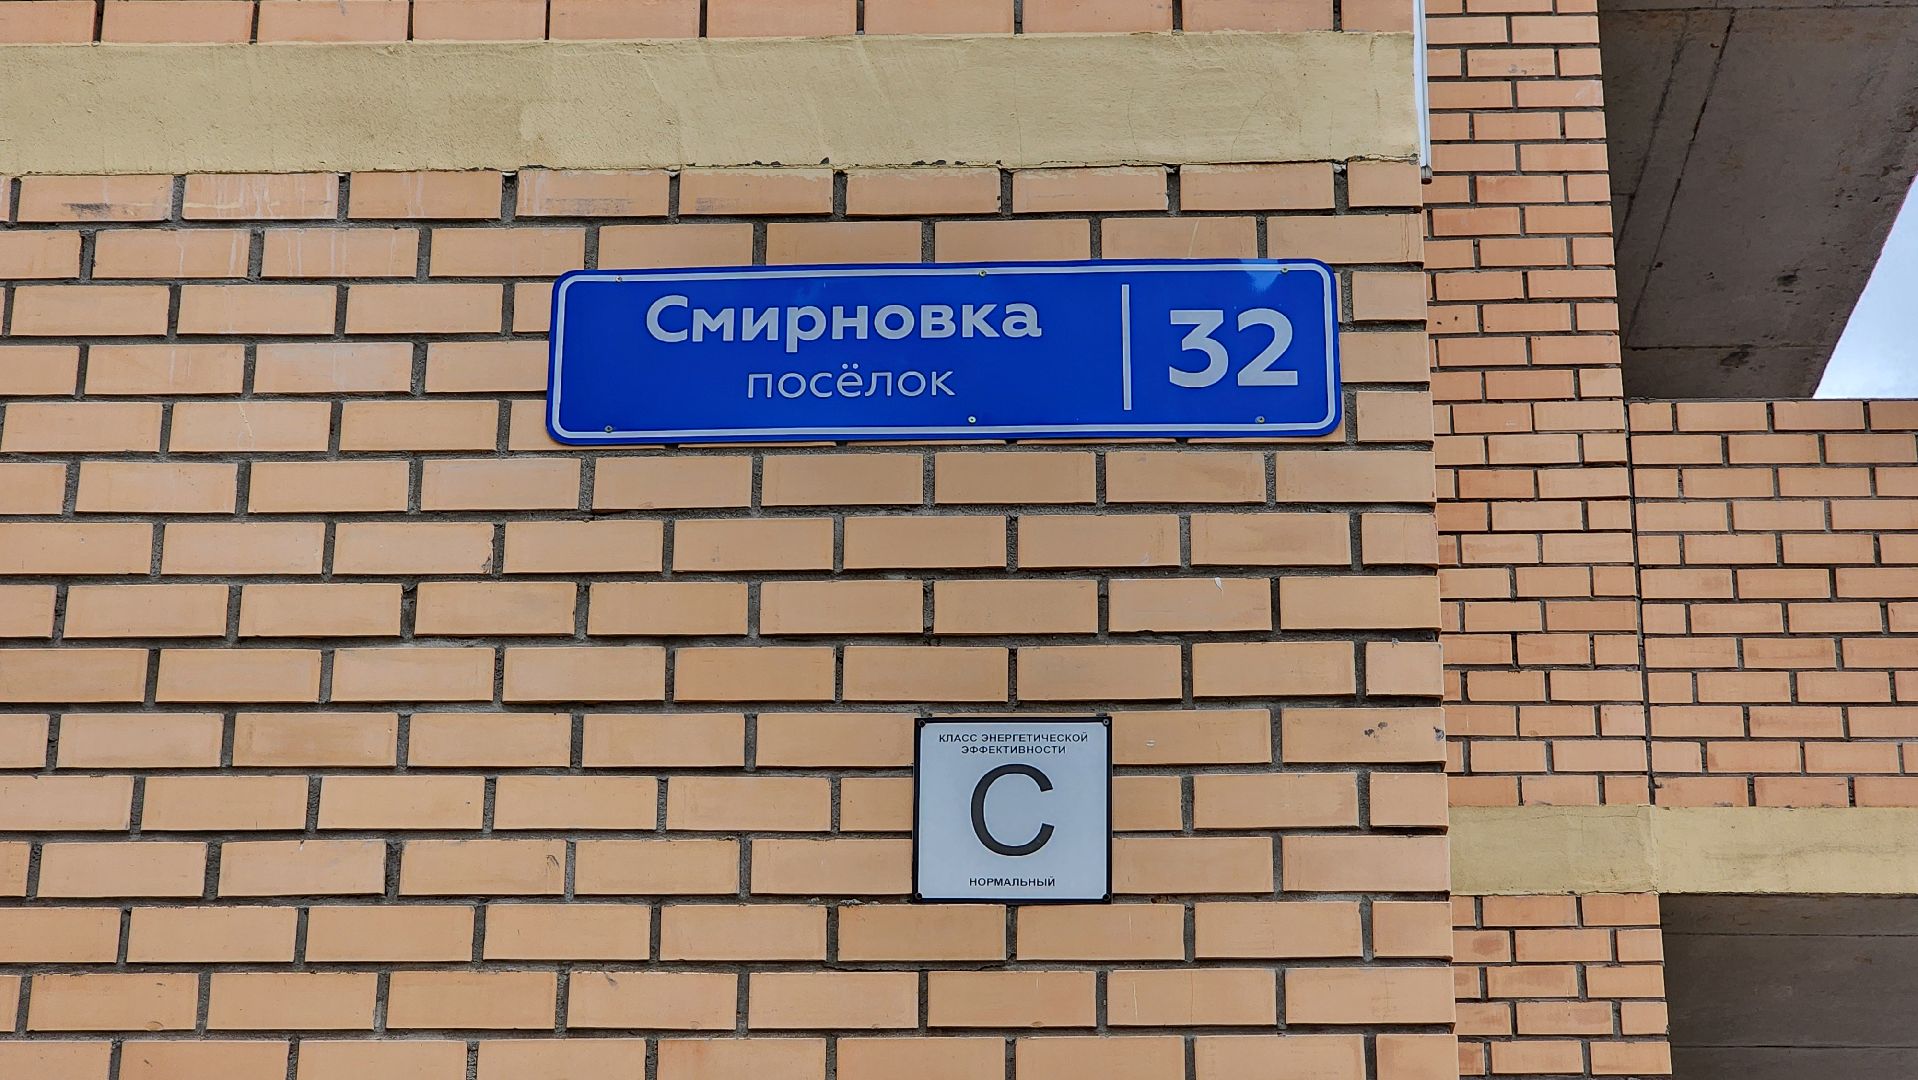 Смирновка
посёлок
32
КЛАСС ЭНЕРГЕТИЧЕСКОЙ
ЭФФЕКТИВНОСТИ
C
НОРМАЛЬНЫЙ